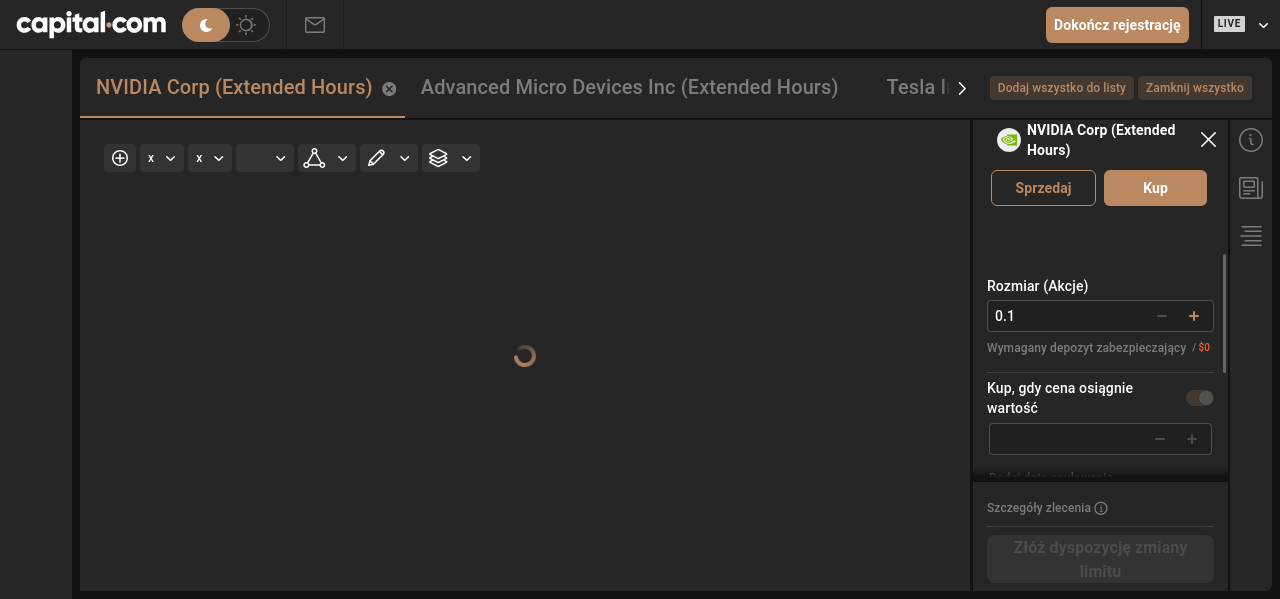 capital.com
Dokończ rejestrację
LIVE
NVIDIA Corp (Extended Hours)
Advanced Micro Devices Inc (Extended Hours)
Tesla
Dodaj wszystko do listy
Zamknij wszystko
x
x
NVIDIA Corp (Extended
Hours)
Sprzedaj
Kup
Rozmiar (Akcje)
0.1
Wymagany depozyt zabezpieczający / $0
Kup, gdy cena osiągnie
wartość
Szczegóły zlecenia
Złóż dyspozycję zmiany
limitu